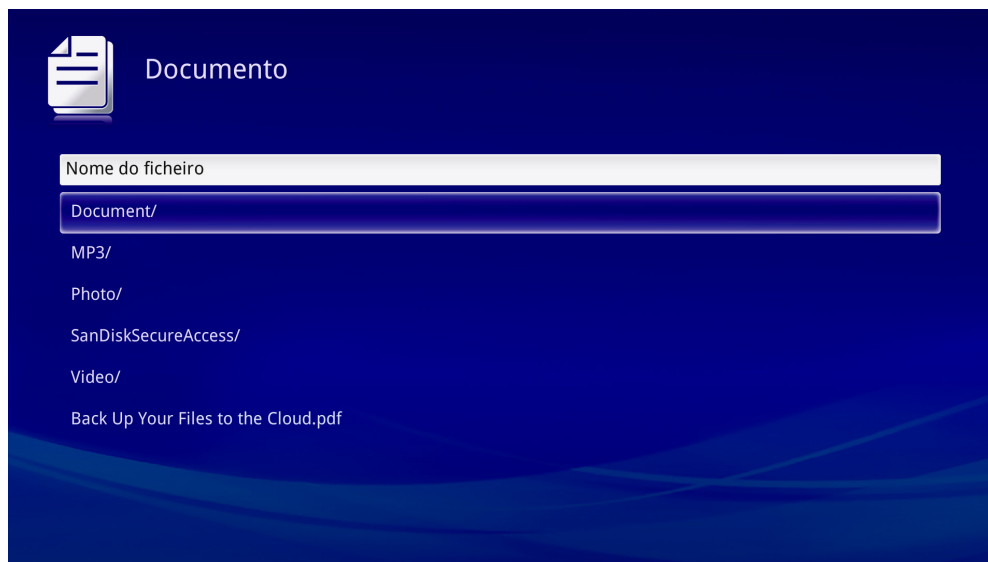 Documento
Nome do ficheiro
Document/
MP3/
Photo/
SanDiskSecureAccess/
Video/
Back Up Your Files to the Cloud.pdf